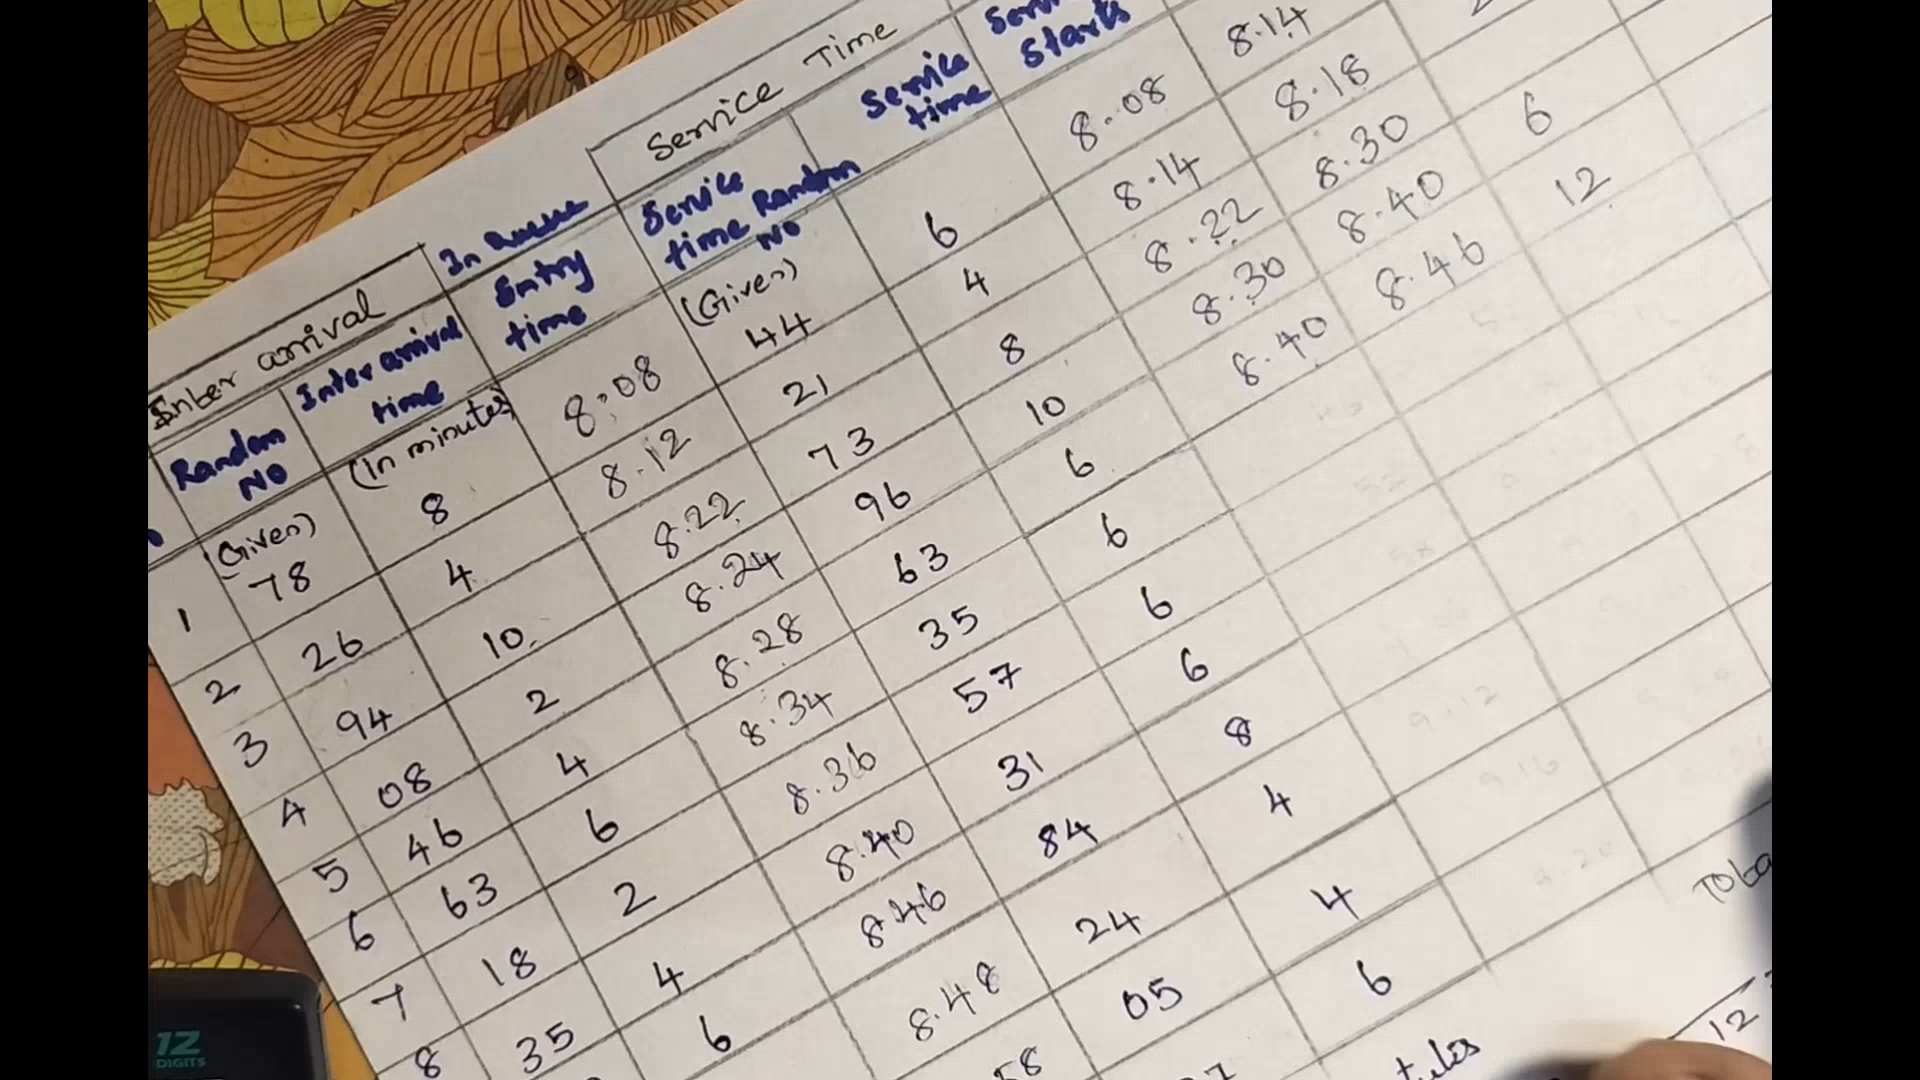 Service Time
Inter arrival
Random No
(Given)
Inter arrival time
(In minutes)
In
Entry time
Service time Random No
(Given)
Service time
Starts
8.14
1 78 8 8:08 44 6 8.08 8.18
2 26 4 8.12 21 4 8.14 8.30 6
3 94 10 8.22 73 8 8.22 8.40 12
4 08 2 8.24 96 10 8.30 8.46
5 46 4 8.28 63 6 8.40
6 63 6 8.34 35 6
7 18 2 8.36 57 6
8 35 4 8.40 31 6
6 8.46 84 8
8.48 24 4
05 4
6
12
12
DIGITS